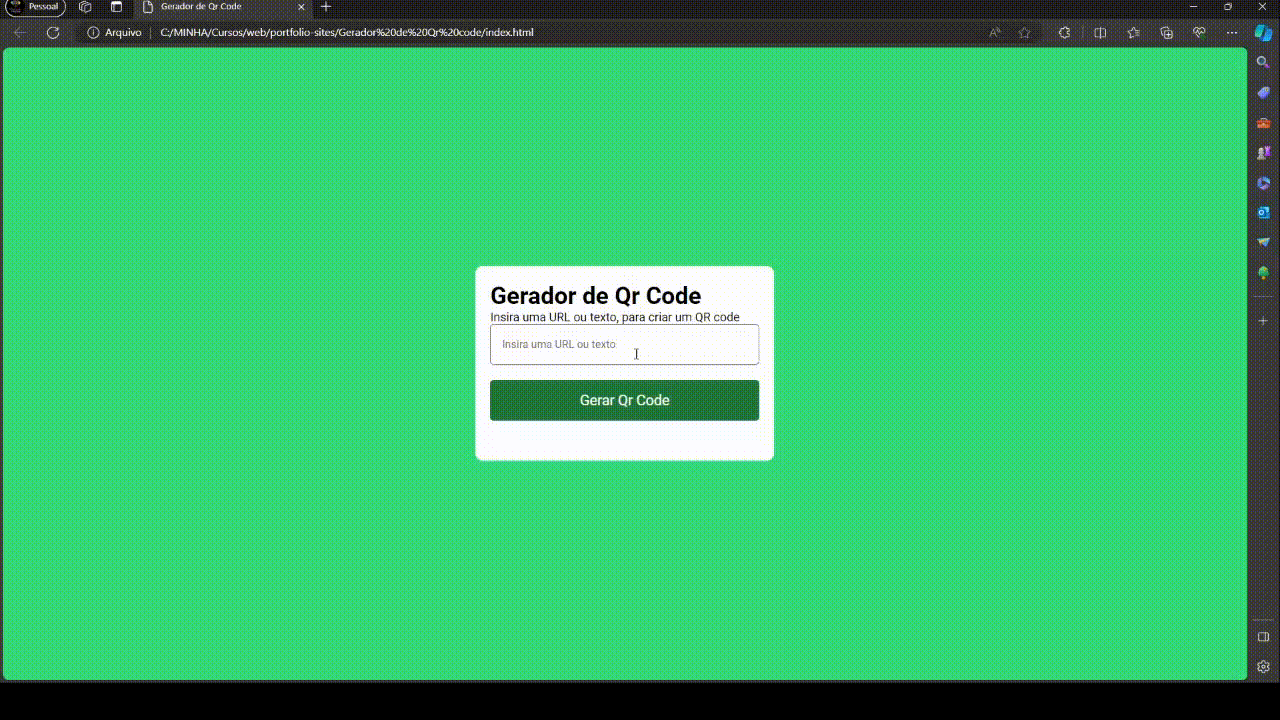 Pessoal
Gerador de Qr Code
Arquivo
C:/MINHA/Cursos/web/portfolio-sites/Gerador%20de%20Qr%20code/index.html
Gerador de Qr Code
Insira uma URL ou texto, para criar um QR code
Insira uma URL ou texto
Gerar Qr Code